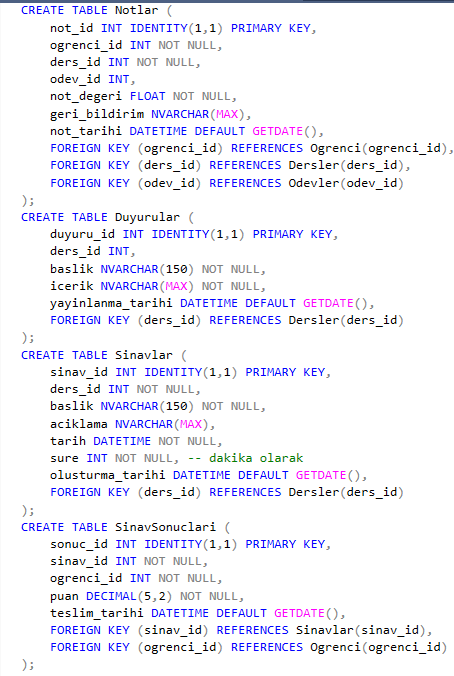 CREATE TABLE Notlar (
    not_id INT IDENTITY(1,1) PRIMARY KEY,
    ogrenci_id INT NOT NULL,
    ders_id INT NOT NULL,
    odev_id INT,
    not_degeri FLOAT NOT NULL,
    geri_bildirim NVARCHAR(MAX),
    not_tarihi DATETIME DEFAULT GETDATE(),
    FOREIGN KEY (ogrenci_id) REFERENCES Ogrenci(ogrenci_id),
    FOREIGN KEY (ders_id) REFERENCES Dersler(ders_id),
    FOREIGN KEY (odev_id) REFERENCES Odevler(odev_id)
);
CREATE TABLE Duyurular (
    duyuru_id INT IDENTITY(1,1) PRIMARY KEY,
    ders_id INT,
    baslik NVARCHAR(150) NOT NULL,
    icerik NVARCHAR(MAX) NOT NULL,
    yayinlanma_tarihi DATETIME DEFAULT GETDATE(),
    FOREIGN KEY (ders_id) REFERENCES Dersler(ders_id)
);
CREATE TABLE Sinavlar (
    sinav_id INT IDENTITY(1,1) PRIMARY KEY,
    ders_id INT NOT NULL,
    baslik NVARCHAR(150) NOT NULL,
    aciklama NVARCHAR(MAX),
    tarih DATETIME NOT NULL,
    sure INT NOT NULL, -- dakika olarak
    olusturma_tarihi DATETIME DEFAULT GETDATE(),
    FOREIGN KEY (ders_id) REFERENCES Dersler(ders_id)
);
CREATE TABLE SinavSonuclari (
    sonuc_id INT IDENTITY(1,1) PRIMARY KEY,
    sinav_id INT NOT NULL,
    ogrenci_id INT NOT NULL,
    puan DECIMAL(5,2) NOT NULL,
    teslim_tarihi DATETIME DEFAULT GETDATE(),
    FOREIGN KEY (sinav_id) REFERENCES Sinavlar(sinav_id),
    FOREIGN KEY (ogrenci_id) REFERENCES Ogrenci(ogrenci_id)
);